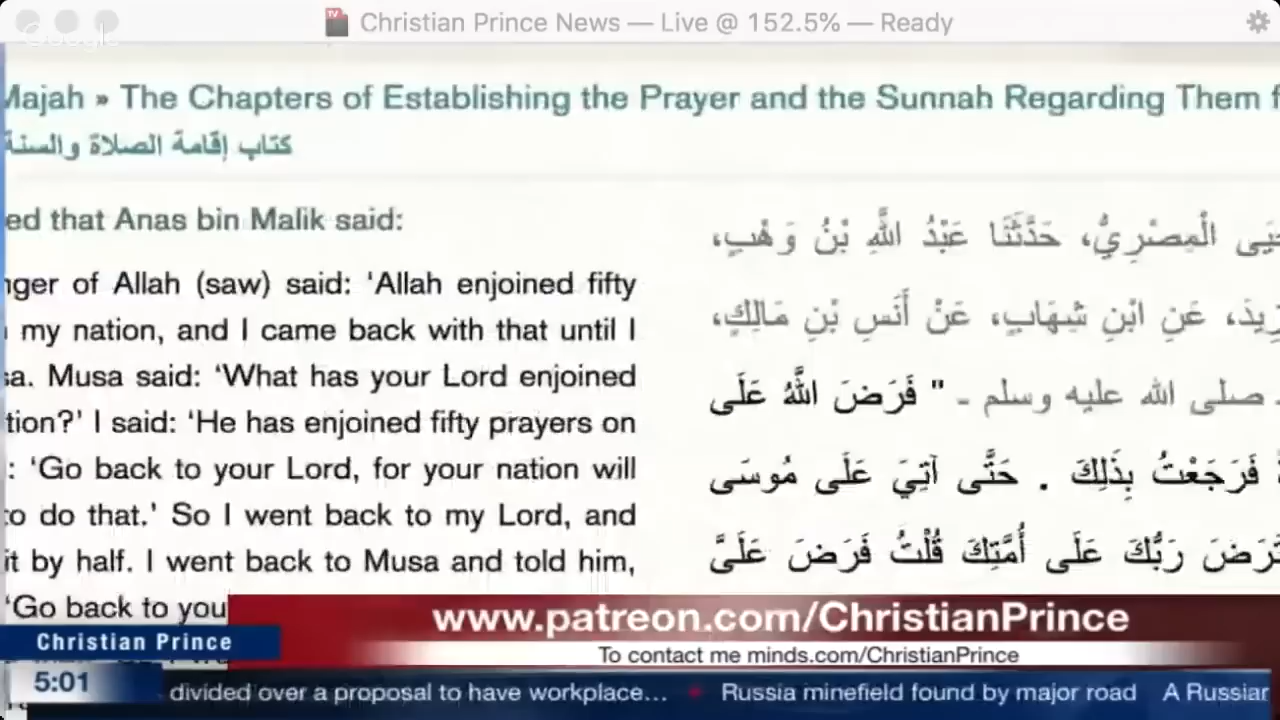 Christian Prince News — Live @ 152.5% — Ready
Google
Majah » The Chapters of Establishing the Prayer and the Sunnah Regarding Them f
كتاب إقامة الصلاة والسنة
ed that Anas bin Malik said:
nger of Allah (saw) said: ‘Allah enjoined fifty
my nation, and I came back with that until I
sa. Musa said: ‘What has your Lord enjoined
tion?’ I said: ‘He has enjoined fifty prayers on
: ‘Go back to your Lord, for your nation will
to do that.’ So I went back to my Lord, and
it by half. I went back to Musa and told him,
‘Go back to you
حْيَى الْمِصْرِيُّ، حَدَّثَنَا عَبْدُ اللَّهِ بْنُ وَهْبٍ،
زِيدَ، عَنِ ابْنِ شِهَابٍ، عَنْ أَنَسِ بْنِ مَالِكٍ،
ـ صلى الله عليه وسلم ـ " فَرَضَ اللَّهُ عَلَى
فَرَجَعْتُ بِذَلِكَ . حَتَّى آتِيَ عَلَى مُوسَى
تَرَضَ رَبُّكَ عَلَى أُمَّتِكَ قُلْتُ فَرَضَ عَلَىَّ
www.patreon.com/ChristianPrince
Christian Prince
To contact me minds.com/ChristianPrince
5:01
divided over a proposal to have workplace... • Russia minefield found by major road A Russiar